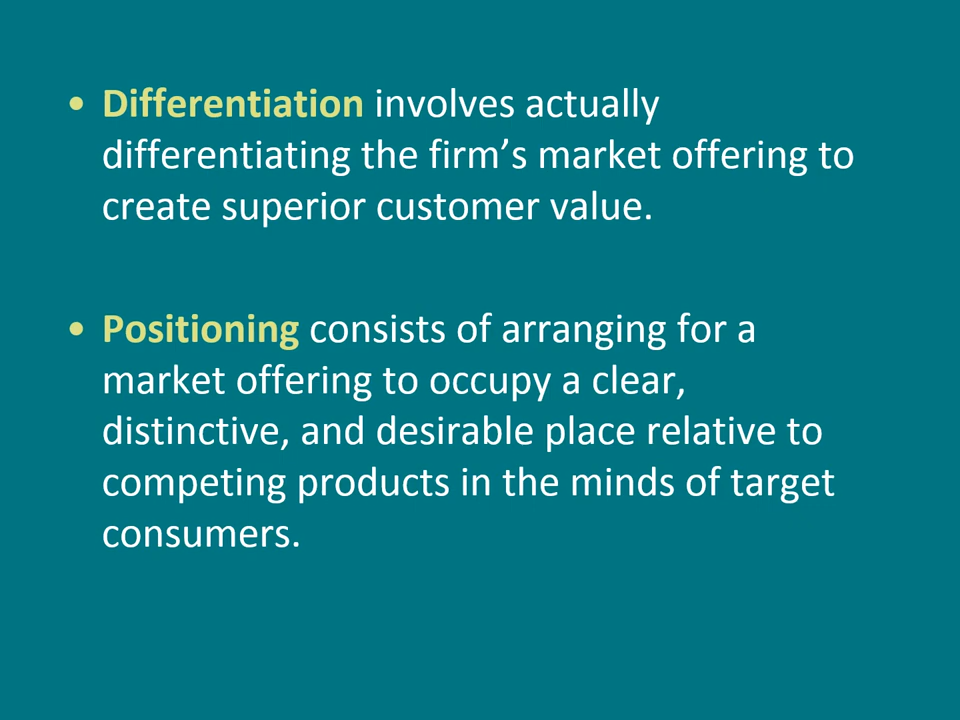 • Differentiation involves actually
differentiating the firm’s market offering to
create superior customer value.
• Positioning consists of arranging for a
market offering to occupy a clear,
distinctive, and desirable place relative to
competing products in the minds of target
consumers.